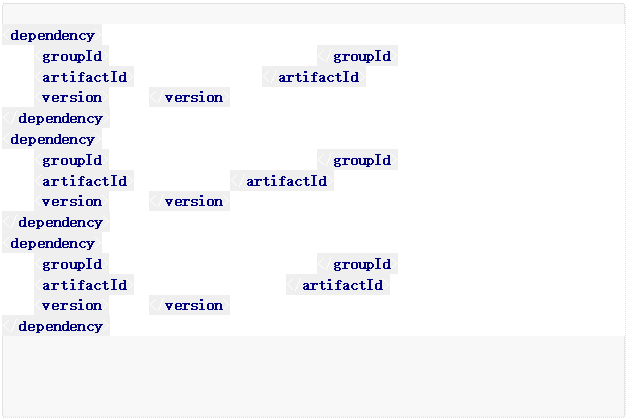 dependency
groupId groupId
artifactId artifactId
version version
/dependency
dependency
groupId groupId
artifactId artifactId
version version
/dependency
dependency
groupId groupId
artifactId artifactId
version version
/dependency